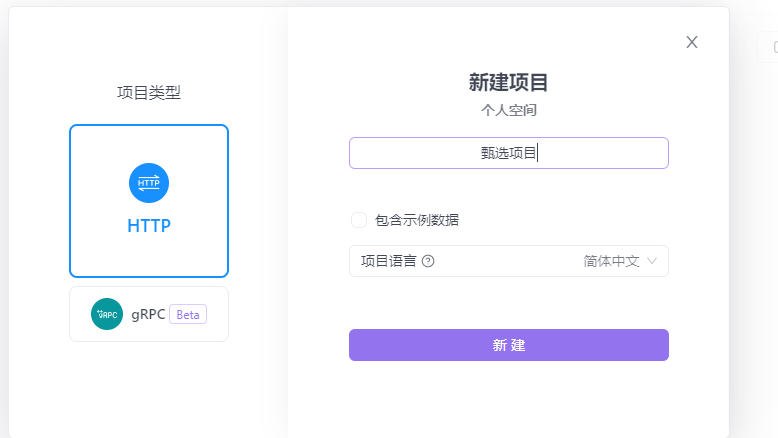 项目类型
HTTP
HTTP
gRPC Beta
新建项目
个人空间
甄选项目
包含示例数据
项目语言
简体中文
新 建